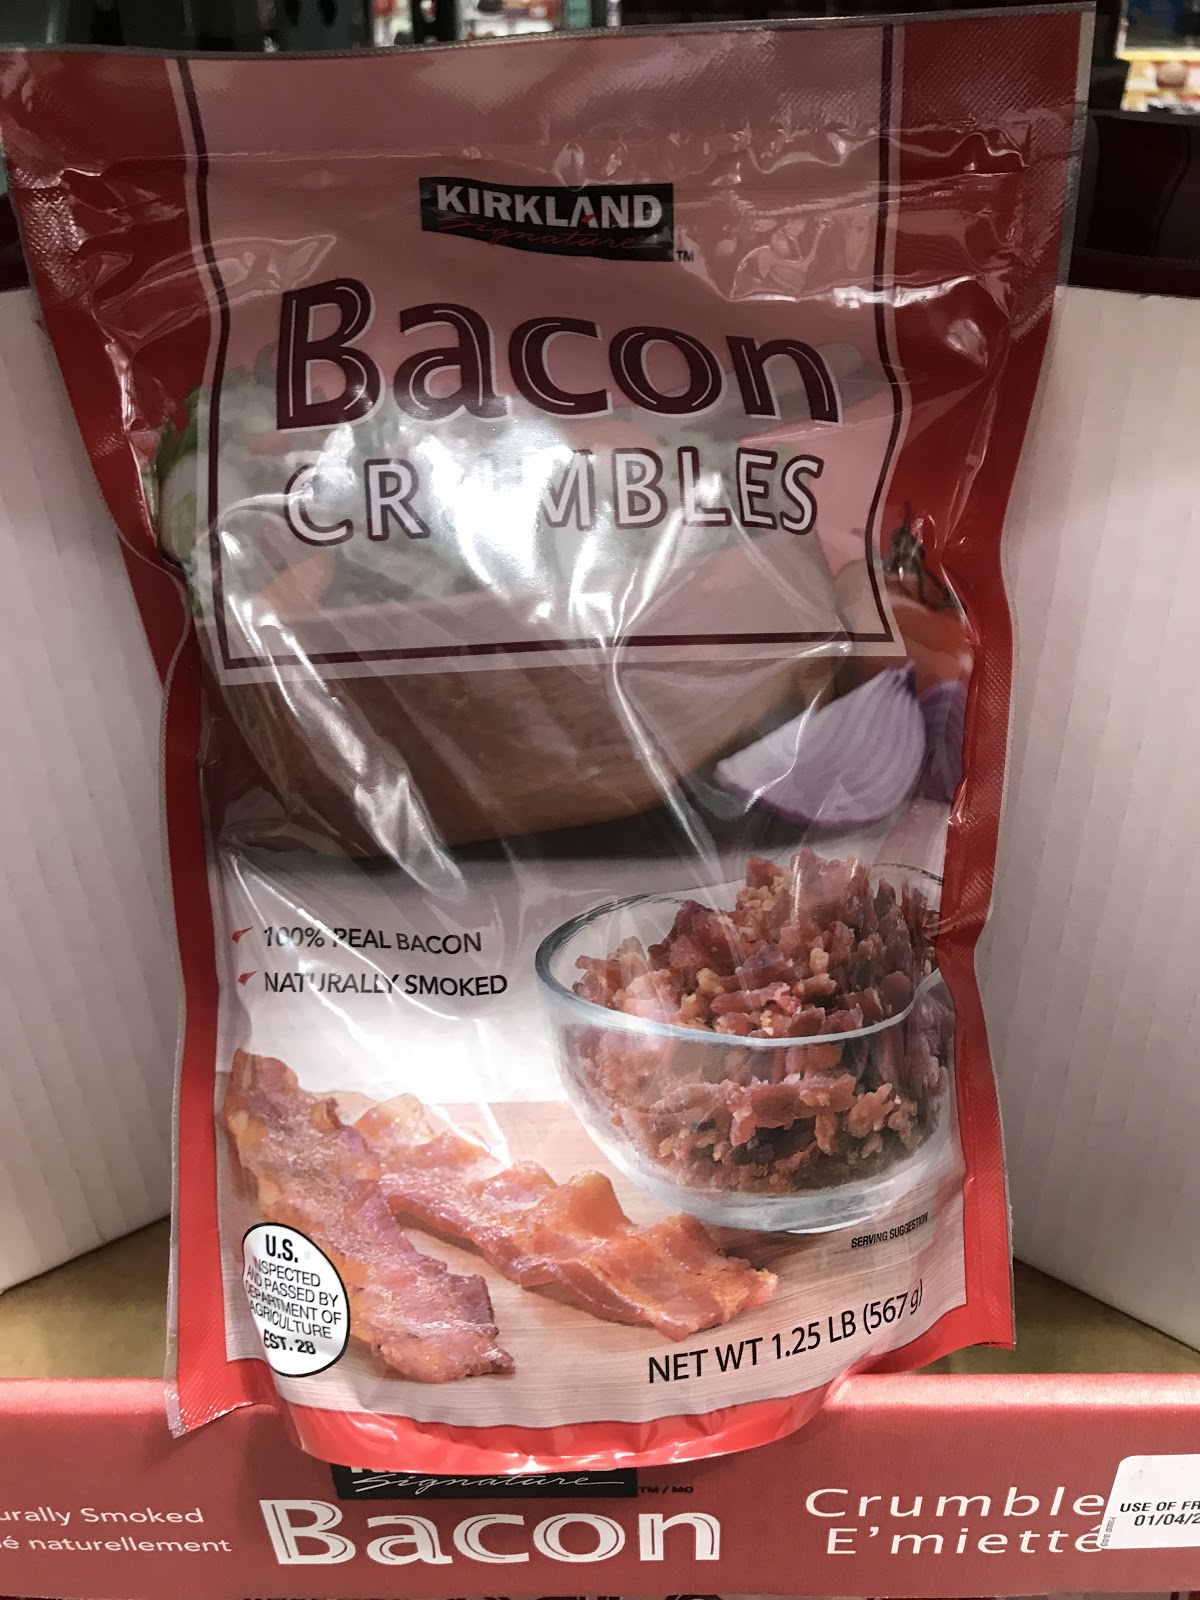 KIRKLAND
Signature
TM
Bacon
CRUMBLES
100% REAL BACON
NATURALLY SMOKED
SERVING SUGGESTION
U.S.
INSPECTED
AND PASSED BY
DEPARTMENT OF
AGRICULTURE
EST. 28
NET WT 1.25 LB (567 g)
Signature TM / MO
urally Smoked
é naturellement
Bacon
Crumble
E'mietté
USE OF FR
01/04/2